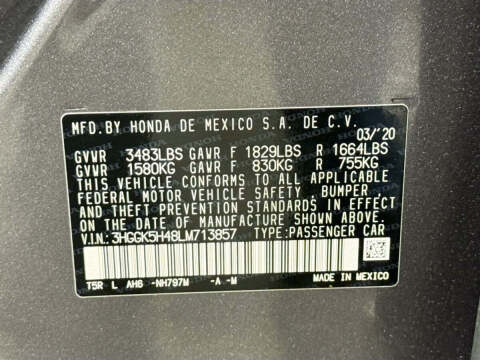 MFD.BY HONDA DE MEXICO S.A. DE C.V.
03/'20
GVWR 3483LBS GAWR F 1829LBS R 1664LBS
GVWR 1580KG GAWR F 830KG R 755KG
THIS VEHICLE CONFORMS TO ALL APPLICABLE
FEDERAL MOTOR VEHICLE SAFETY, BUMPER
AND THEFT PREVENTION STANDARDS IN EFFECT
ON THE DATE OF MANUFACTURE SHOWN ABOVE.
V.I.N.: 3HGGK5H48LM713857 TYPE:PASSENGER CAR
MADE IN MEXICO
T5R L AH6 -NH797M -A -M